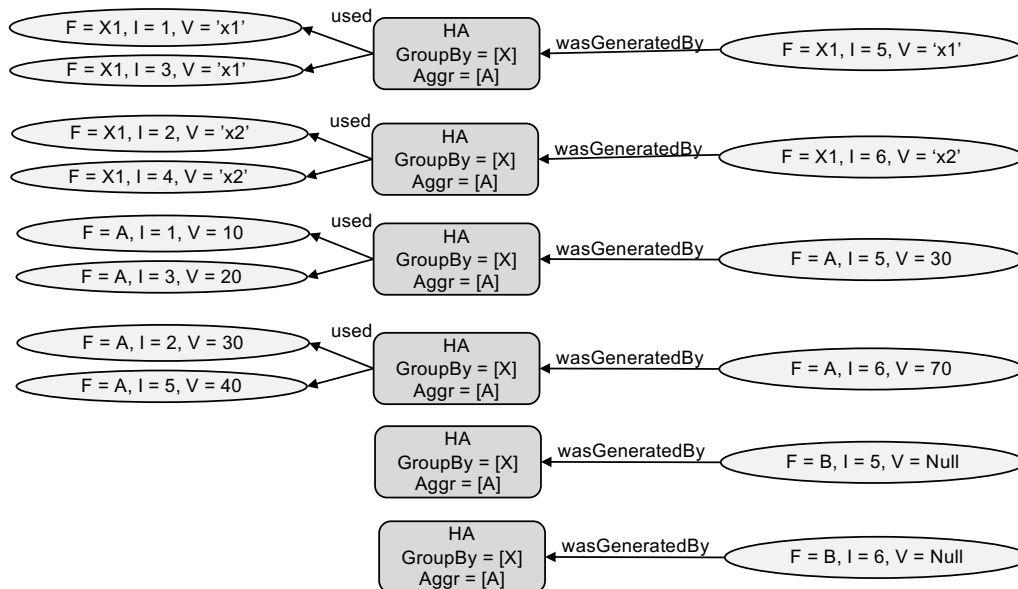 F = X1, I = 1, V = 'x1'
F = X1, I = 3, V = 'x1'
used
HA
GroupBy = [X]
Aggr = [A]
wasGeneratedBy
F = X1, I = 5, V = ‘x1’
F = X1, I = 2, V = 'x2'
F = X1, I = 4, V = 'x2'
used
HA
GroupBy = [X]
Aggr = [A]
wasGeneratedBy
F = X1, I = 6, V = ‘x2’
F = A, I = 1, V = 10
F = A, I = 3, V = 20
used
HA
GroupBy = [X]
Aggr = [A]
wasGeneratedBy
F = A, I = 5, V = 30
F = A, I = 2, V = 30
F = A, I = 5, V = 40
used
HA
GroupBy = [X]
Aggr = [A]
wasGeneratedBy
F = A, I = 6, V = 70
HA
GroupBy = [X]
Aggr = [A]
wasGeneratedBy
F = B, I = 5, V = Null
HA
GroupBy = [X]
Aggr = [A]
wasGeneratedBy
F = B, I = 6, V = Null